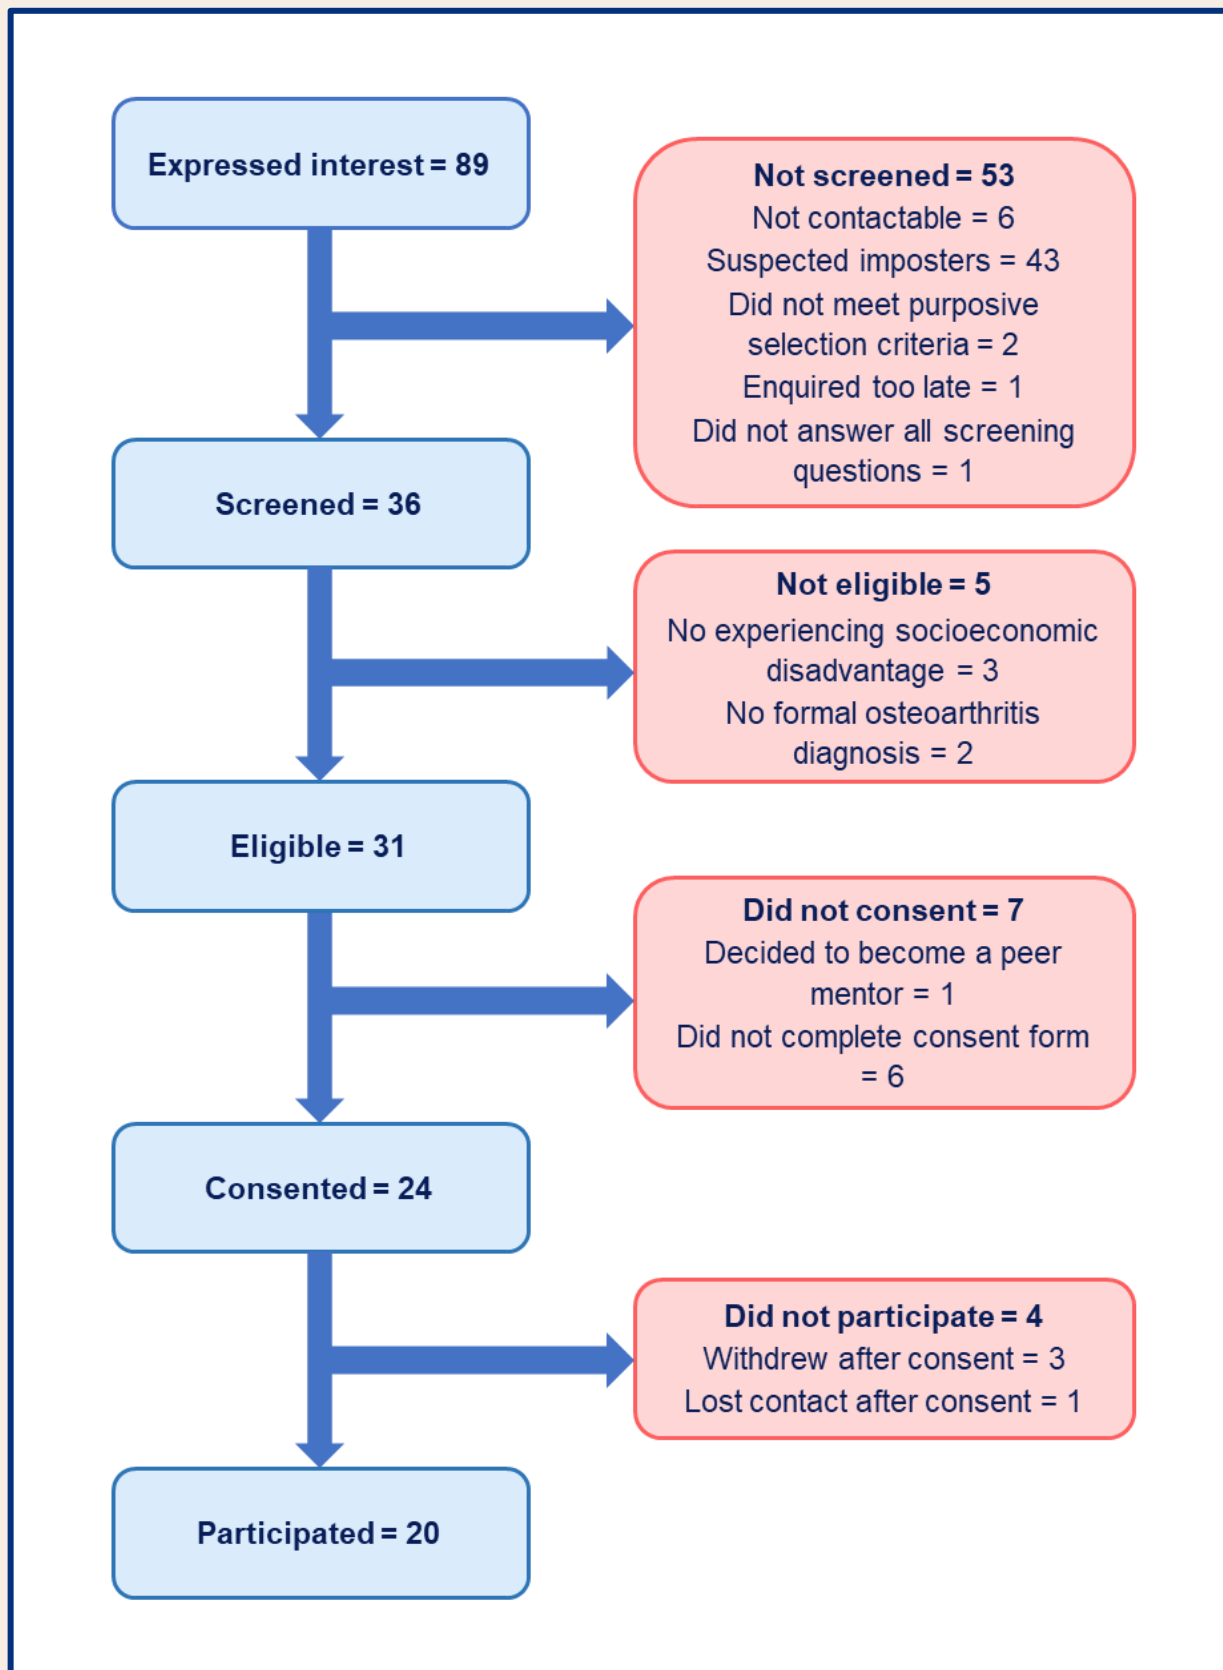 Expressed interest = 89
Not screened = 53
Not contactable = 6
Suspected imposters = 43
Did not meet purposive
selection criteria = 2
Enquired too late = 1
Did not answer all screening
questions = 1
Screened = 36
Not eligible = 5
No experiencing socioeconomic
disadvantage = 3
No formal osteoarthritis
diagnosis = 2
Eligible = 31
Did not consent = 7
Decided to become a peer
mentor = 1
Did not complete consent form
= 6
Consented = 24
Did not participate = 4
Withdrew after consent = 3
Lost contact after consent = 1
Participated = 20